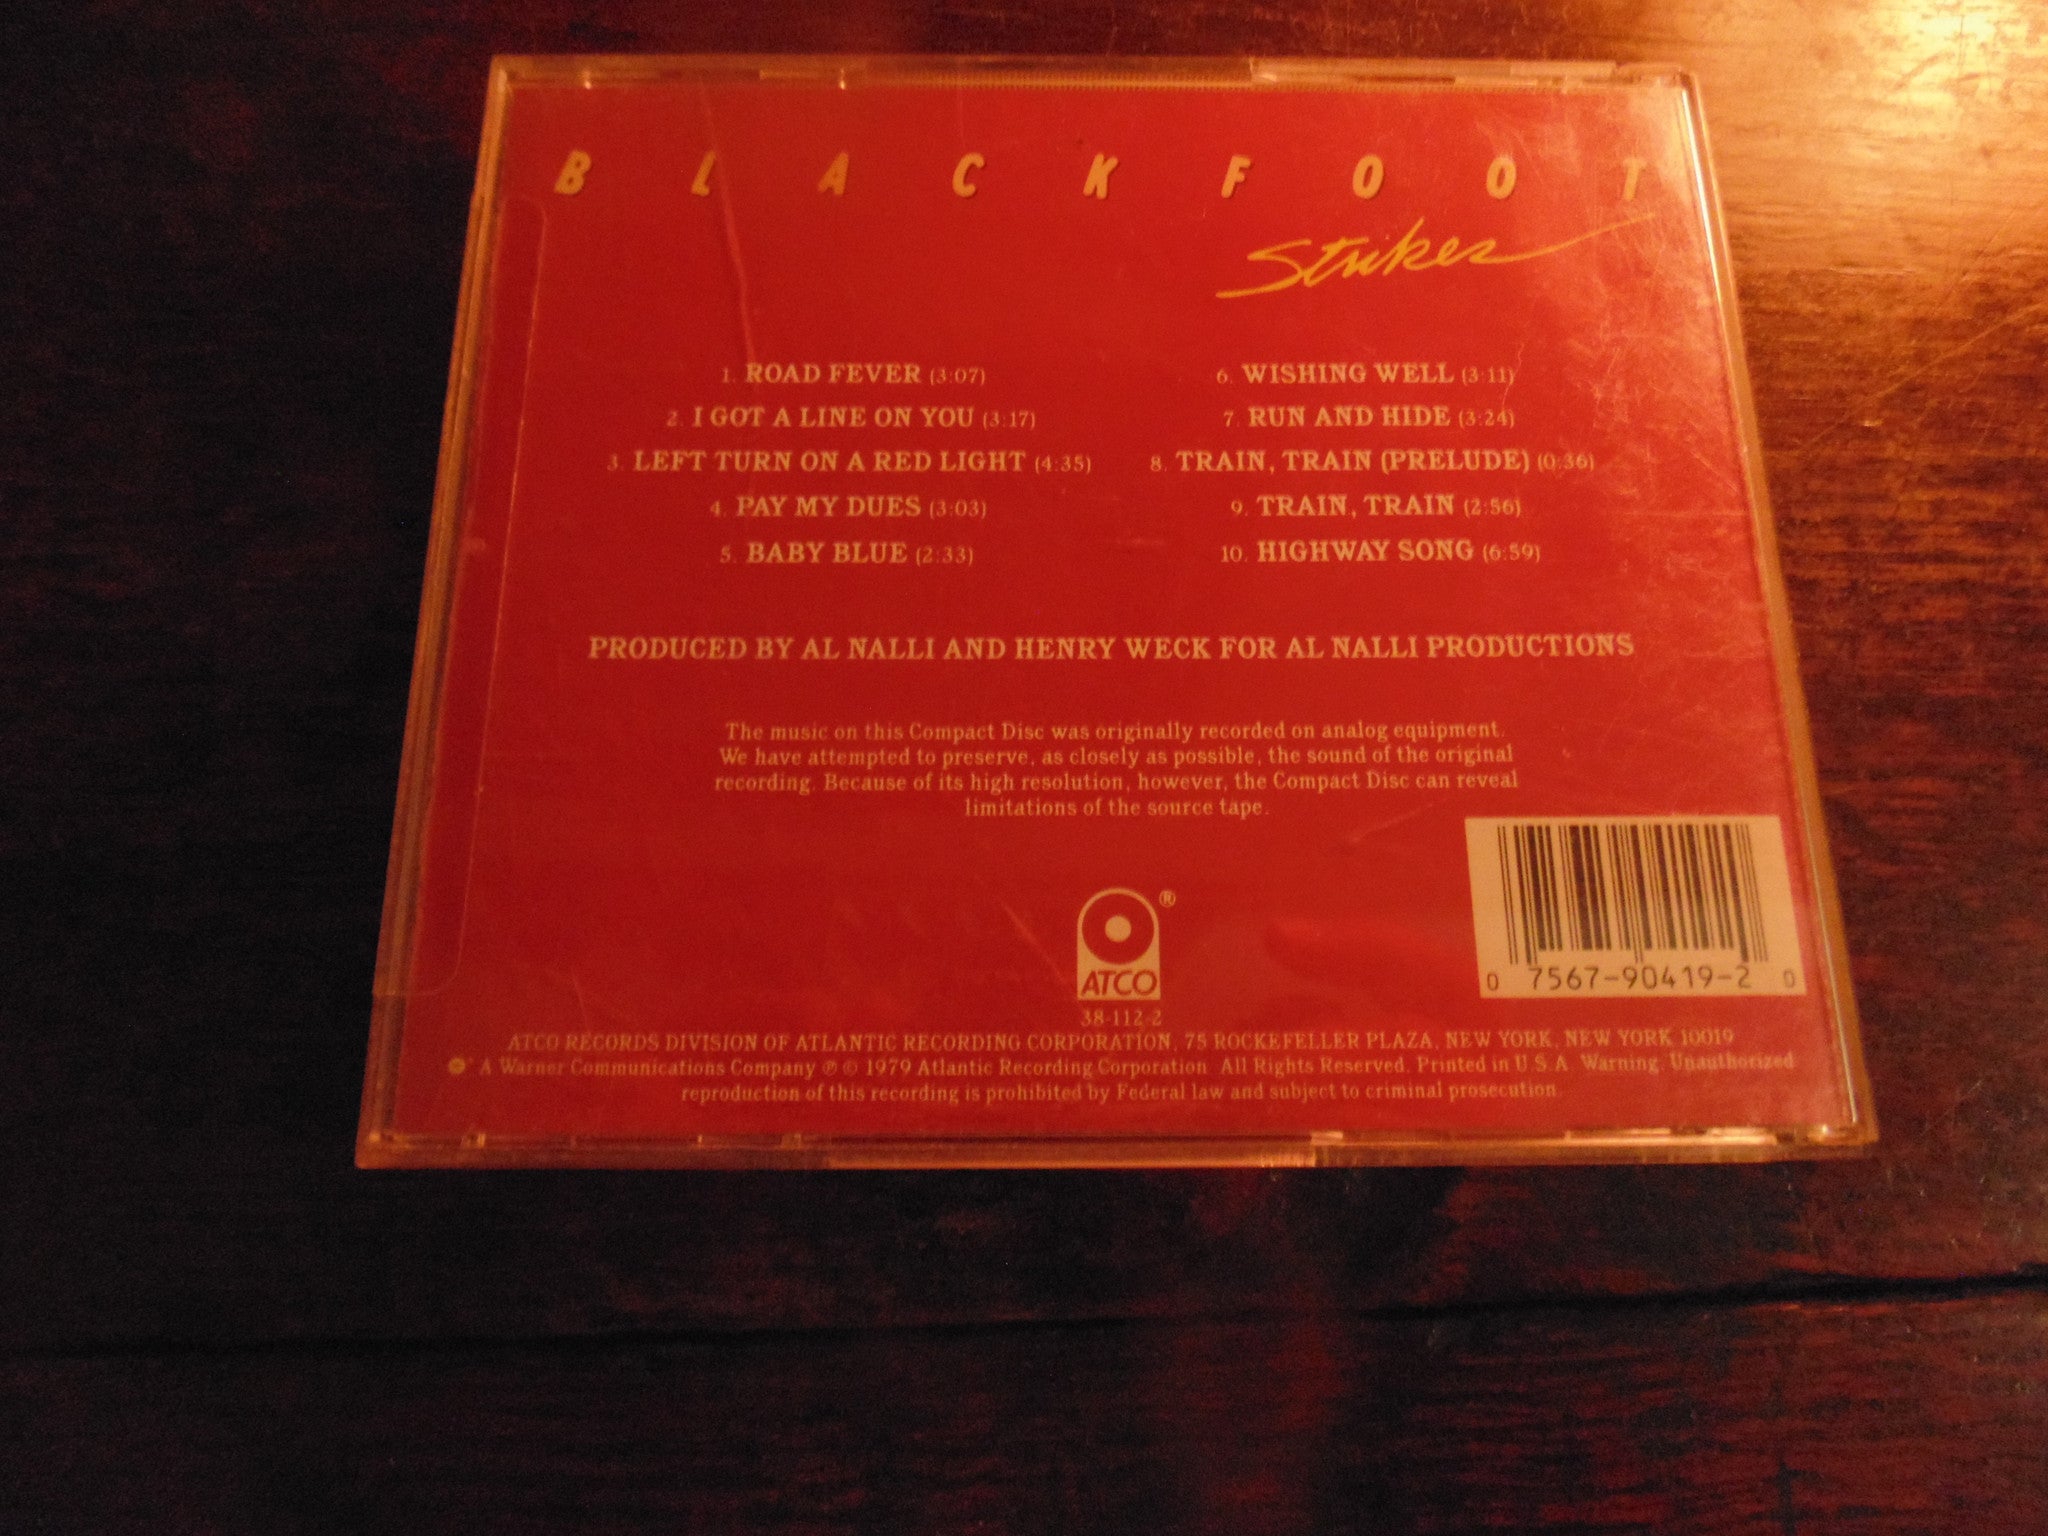 BLACKFOOT
Strikes
1. ROAD FEVER (3:07)
2. I GOT A LINE ON YOU (3:17)
3. LEFT TURN ON A RED LIGHT (4:35)
4. PAY MY DUES (3:03)
5. BABY BLUE (2:33)
6. WISHING WELL (3:11)
7. RUN AND HIDE (3:24)
8. TRAIN, TRAIN (PRELUDE) (0:36)
9. TRAIN, TRAIN (2:56)
10. HIGHWAY SONG (6:59)
PRODUCED BY AL NALLI AND HENRY WECK FOR AL NALLI PRODUCTIONS
The music on this Compact Disc was originally recorded on analog equipment.
We have attempted to preserve, as closely as possible, the sound of the original
recording. Because of its high resolution, however, the Compact Disc can reveal
limitations of the source tape.
®
ATCO
38-112-2
0 7567-90419-2 0
ATCO RECORDS DIVISION OF ATLANTIC RECORDING CORPORATION, 75 ROCKEFELLER PLAZA, NEW YORK, NEW YORK 10019
A Warner Communications Company ℗ © 1979 Atlantic Recording Corporation All Rights Reserved. Printed in U.S.A. Warning: Unauthorized
reproduction of this recording is prohibited by Federal law and subject to criminal prosecution.